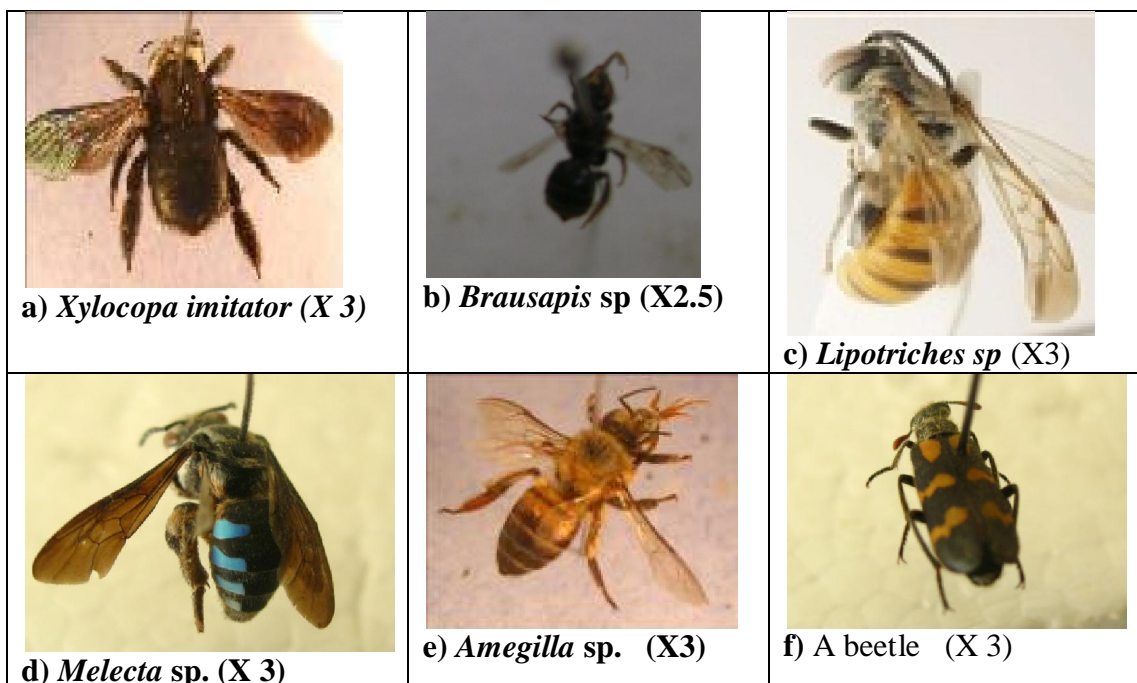 a) Xylocopa imitator (X 3)
b) Brausapis sp (X2.5)
c) Lipotriches sp (X3)
d) Melecta sp. (X 3)
e) Amegilla sp. (X3)
f) A beetle (X 3)